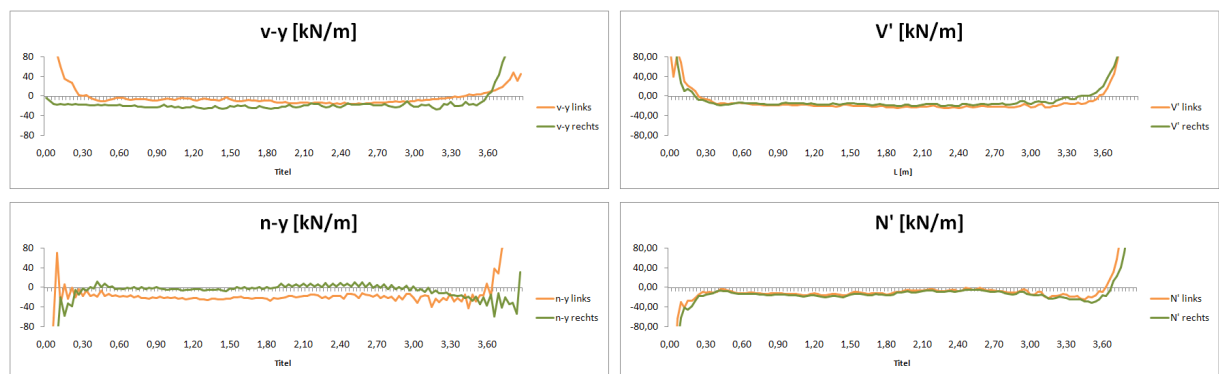 v-y [kN/m]
80
40
0
-40
-80
0,00 0,30 0,60 0,90 1,20 1,50 1,80 2,10 2,40 2,70 3,00 3,30 3,60
Titel
v-y links
v-y rechts
V' [kN/m]
80,00
40,00
0,00
-40,00
-80,00
0,00 0,30 0,60 0,90 1,20 1,50 1,80 2,10 2,40 2,70 3,00 3,30 3,60
L [m]
V' links
V' rechts
n-y [kN/m]
80
40
0
-40
-80
0,00 0,30 0,60 0,90 1,20 1,50 1,80 2,10 2,40 2,70 3,00 3,30 3,60
Titel
n-y links
n-y rechts
N' [kN/m]
80,00
40,00
0,00
-40,00
-80,00
0,00 0,30 0,60 0,90 1,20 1,50 1,80 2,10 2,40 2,70 3,00 3,30 3,60
Titel
N' links
N' rechts